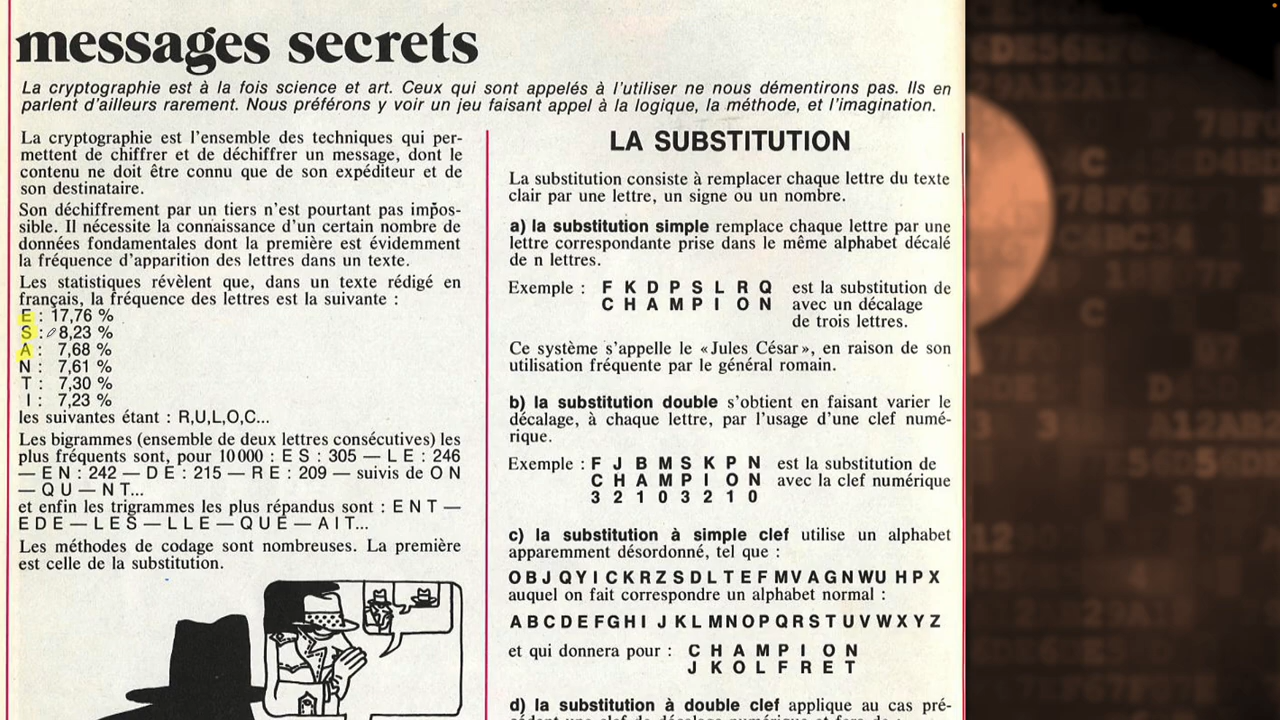 messages secrets
La cryptographie est à la fois science et art. Ceux qui sont appelés à l'utiliser ne nous démentirons pas. Ils en
parlent d'ailleurs rarement. Nous préférons y voir un jeu faisant appel à la logique, la méthode, et l'imagination.
La cryptographie est l'ensemble des techniques qui per-
mettent de chiffrer et de déchiffrer un message, dont le
contenu ne doit être connu que de son expéditeur et de
son destinataire.
Son déchiffrement par un tiers n'est pourtant pas impos-
sible. Il nécessite la connaissance d'un certain nombre de
données fondamentales dont la première est évidemment
la fréquence d'apparition des lettres dans un texte.
Les statistiques révèlent que, dans un texte rédigé en
français, la fréquence des lettres est la suivante :
E : 17,76 %
S : 8,23 %
A : 7,68 %
N : 7,61 %
T : 7,30 %
I : 7,23 %
les suivantes étant : R,U,L,O,C...
Les bigrammes (ensemble de deux lettres consécutives) les
plus fréquents sont, pour 10 000 : E S : 305 — L E : 246
— E N : 242 — D E : 215 — R E : 209 — suivis de O N
— Q U — N T...
et enfin les trigrammes les plus répandus sont : E N T —
E D E — L E S — L L E — Q U E — A I T...
Les méthodes de codage sont nombreuses. La première
est celle de la substitution.
LA SUBSTITUTION
La substitution consiste à remplacer chaque lettre du texte
clair par une lettre, un signe ou un nombre.
a) la substitution simple remplace chaque lettre par une
lettre correspondante prise dans le même alphabet décalé
de n lettres.
Exemple : F K D P S L R Q est la substitution de
C H A M P I O N avec un décalage
de trois lettres.
Ce système s'appelle le «Jules César», en raison de son
utilisation fréquente par le général romain.
b) la substitution double s'obtient en faisant varier le
décalage, à chaque lettre, par l'usage d'une clef numé-
rique.
Exemple : F J B M S K P N est la substitution de
C H A M P I O N avec la clef numérique
3 2 1 0 3 2 1 0
c) la substitution à simple clef utilise un alphabet
apparemment désordonné, tel que :
O B J Q Y I C K R Z S D L T E F M V A G N W U H P X
auquel on fait correspondre un alphabet normal :
A B C D E F G H I J K L M N O P Q R S T U V W X Y Z
et qui donnera pour : C H A M P I O N
J K O L F R E T
d) la substitution à double clef applique au cas pré-